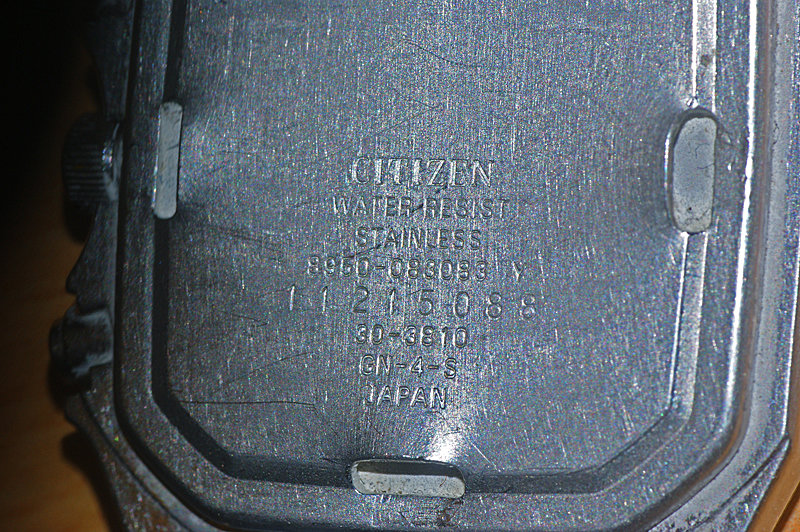 CITIZEN
WATER RESIST
STAINLESS
8950-083083 Y
11215088
30-3810
GN-4-S
JAPAN